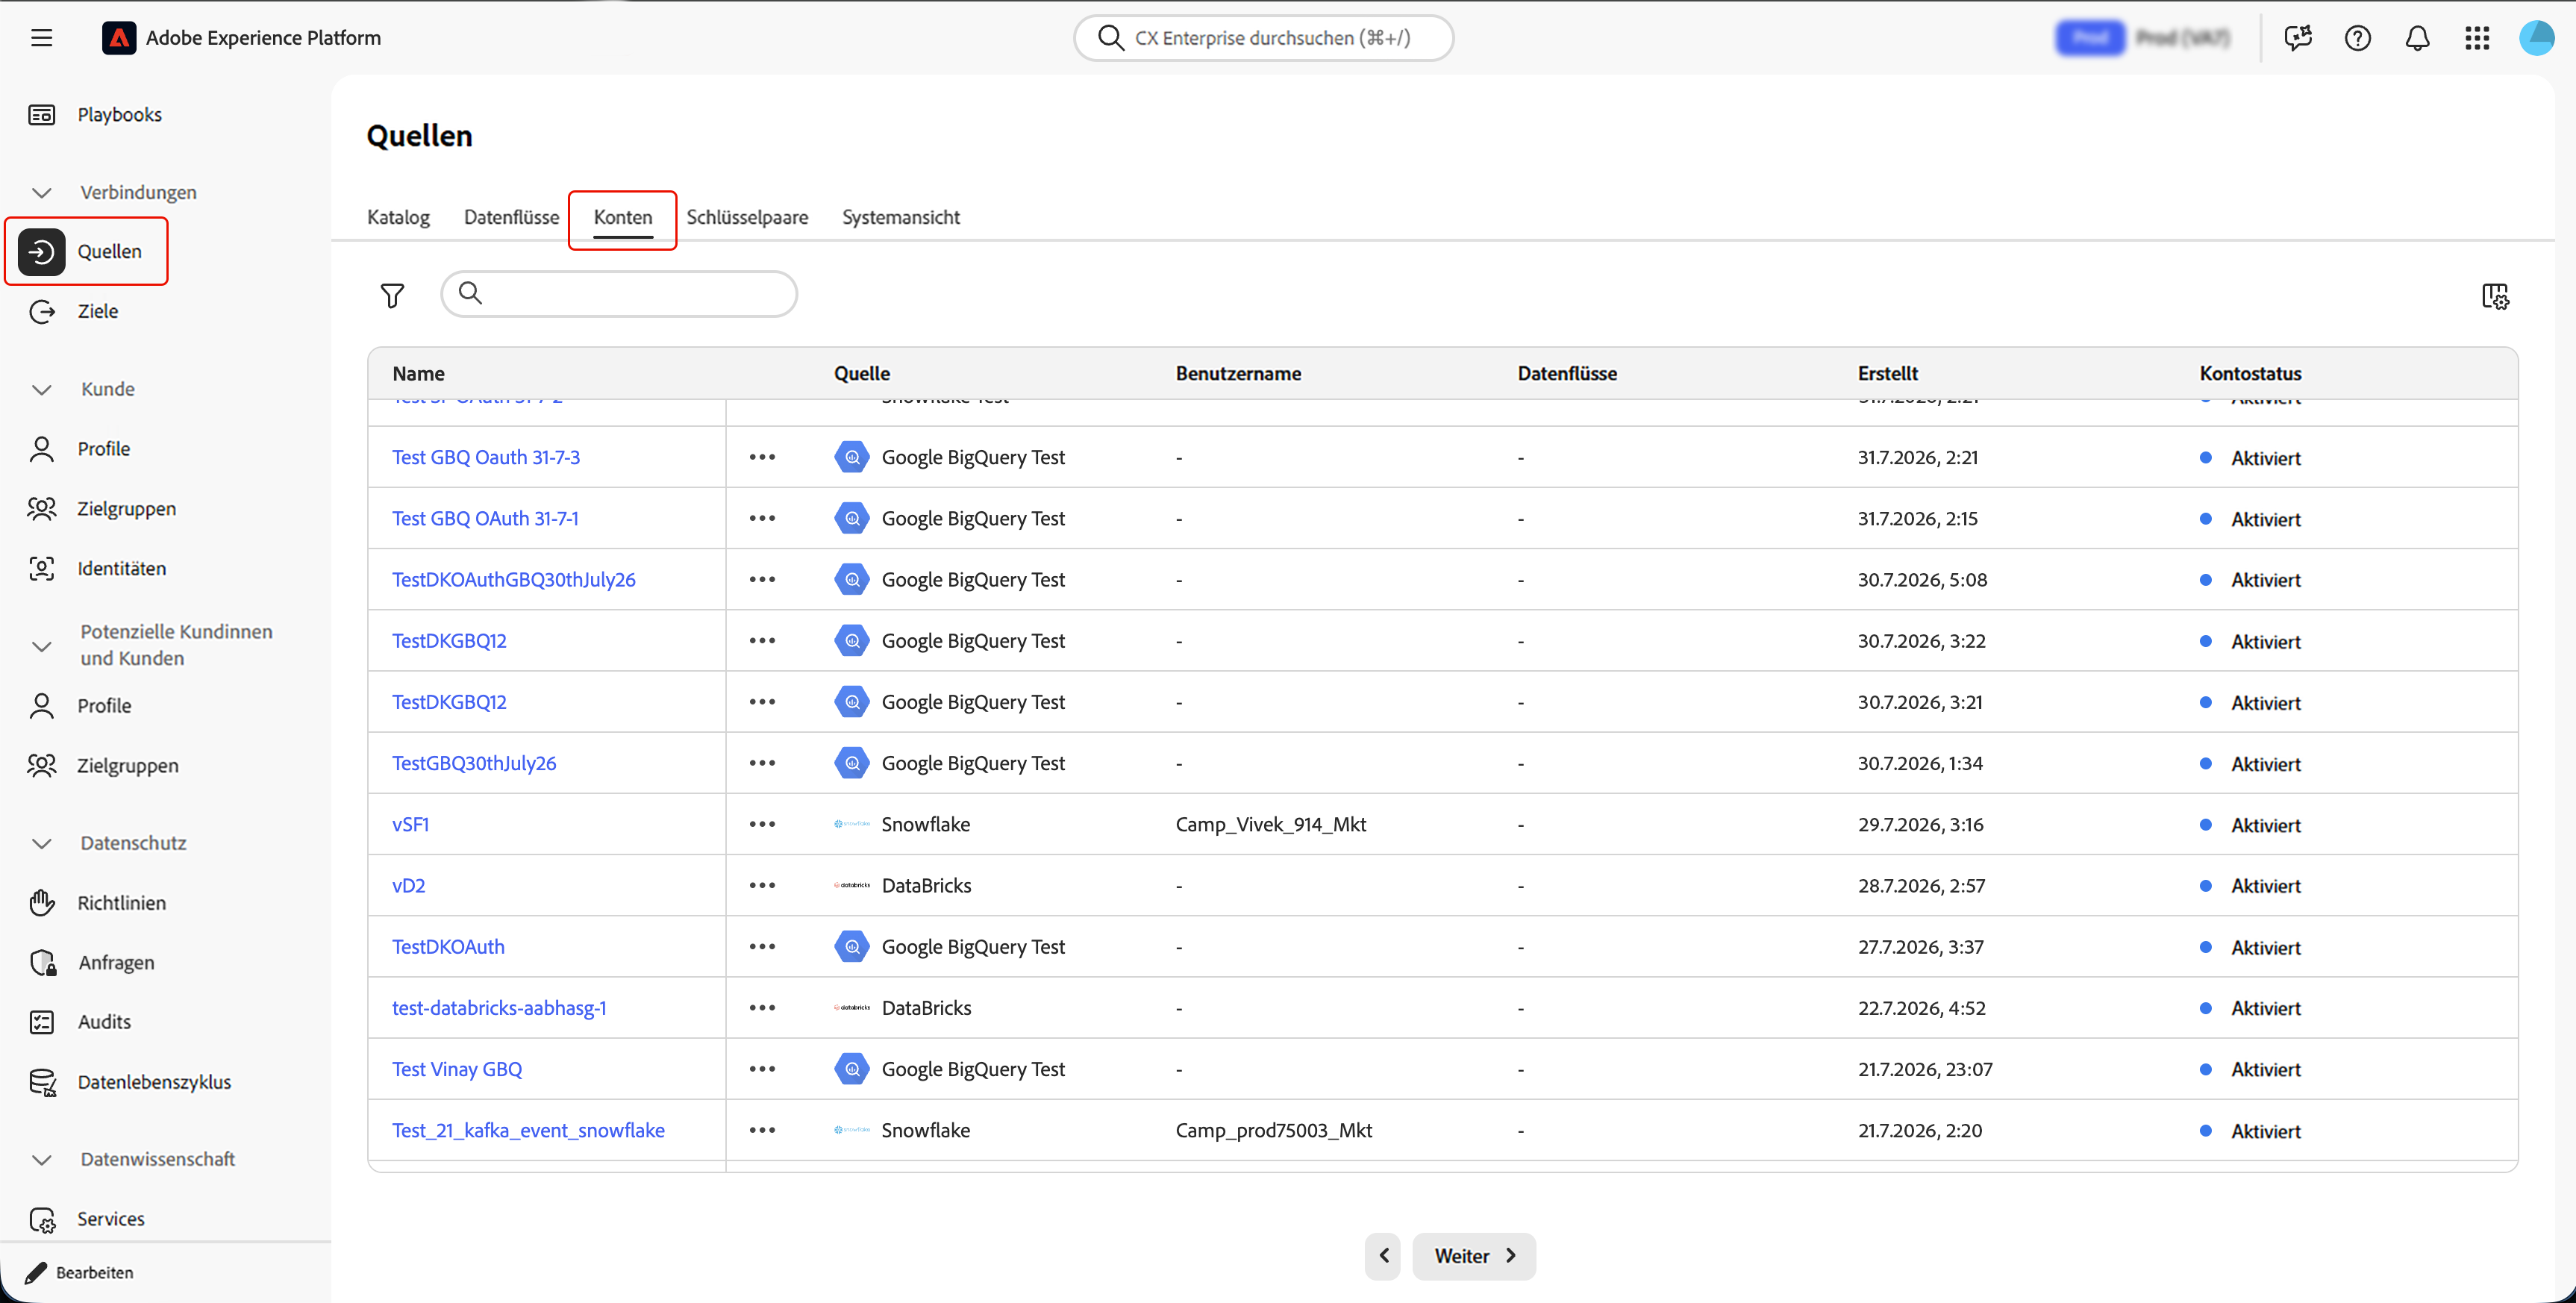 Adobe Experience Platform
CX Enterprise durchsuchen (⌘+/)
Prod
Prod (VA7)
Playbooks
Verbindungen
Quellen
Ziele
Kunde
Profile
Zielgruppen
Identitäten
Potenzielle Kundinnen
und Kunden
Profile
Zielgruppen
Datenschutz
Richtlinien
Anfragen
Audits
Datenlebenszyklus
Datenwissenschaft
Services
Bearbeiten
Quellen
Katalog Datenflüsse Konten Schlüsselpaare Systemansicht
Name Quelle Benutzername Datenflüsse Erstellt Kontostatus
Test GBQ Oauth 31-7-3 ••• Google BigQuery Test - - 31.7.2026, 2:21 Aktiviert
Test GBQ OAuth 31-7-1 ••• Google BigQuery Test - - 31.7.2026, 2:15 Aktiviert
TestDKOAuthGBQ30thJuly26 ••• Google BigQuery Test - - 30.7.2026, 5:08 Aktiviert
TestDKGBQ12 ••• Google BigQuery Test - - 30.7.2026, 3:22 Aktiviert
TestDKGBQ12 ••• Google BigQuery Test - - 30.7.2026, 3:21 Aktiviert
TestGBQ30thJuly26 ••• Google BigQuery Test - - 30.7.2026, 1:34 Aktiviert
vSF1 ••• snowflake Snowflake Camp_Vivek_914_Mkt - 29.7.2026, 3:16 Aktiviert
vD2 ••• databricks DataBricks - - 28.7.2026, 2:57 Aktiviert
TestDKOAuth ••• Google BigQuery Test - - 27.7.2026, 3:37 Aktiviert
test-databricks-aabhasg-1 ••• databricks DataBricks - - 22.7.2026, 4:52 Aktiviert
Test Vinay GBQ ••• Google BigQuery Test - - 21.7.2026, 23:07 Aktiviert
Test_21_kafka_event_snowflake ••• snowflake Snowflake Camp_prod75003_Mkt - 21.7.2026, 2:20 Aktiviert
Weiter